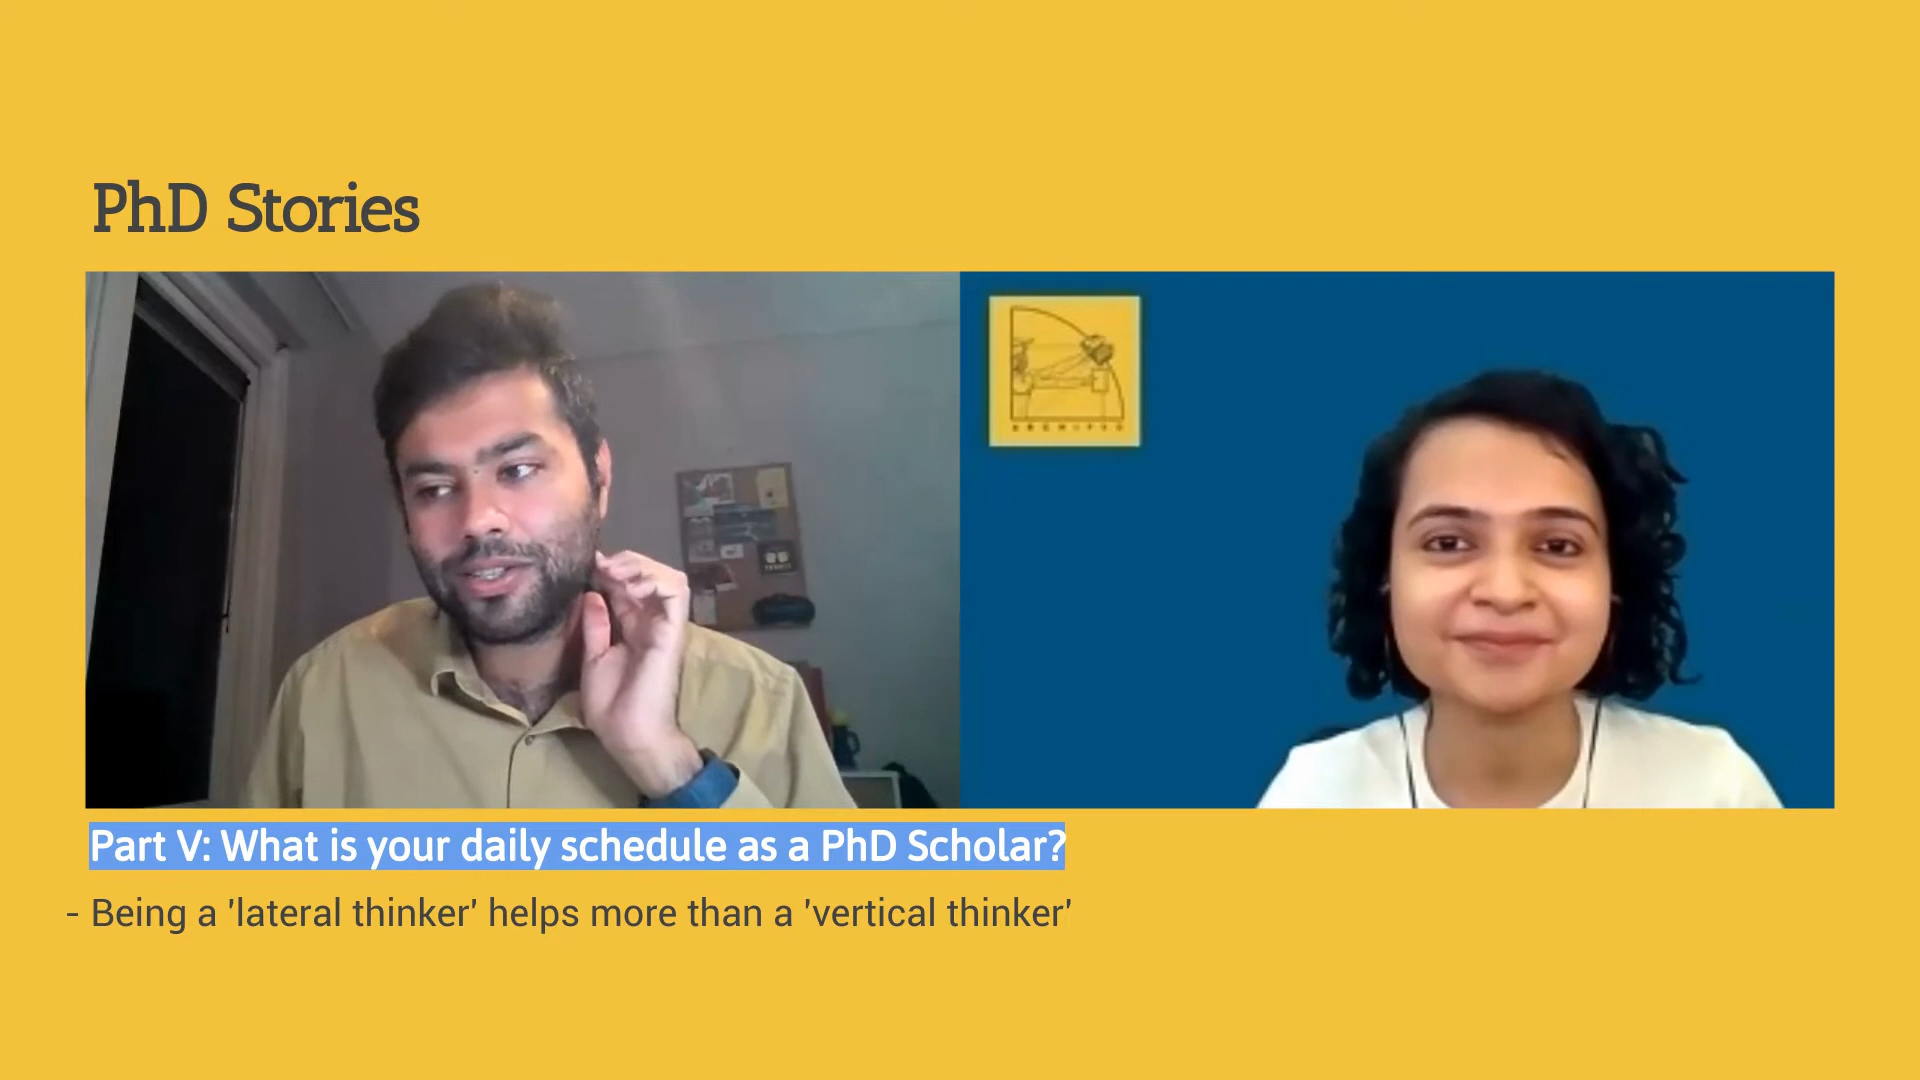 PhD Stories
Part V: What is your daily schedule as a PhD Scholar?
- Being a 'lateral thinker' helps more than a 'vertical thinker'